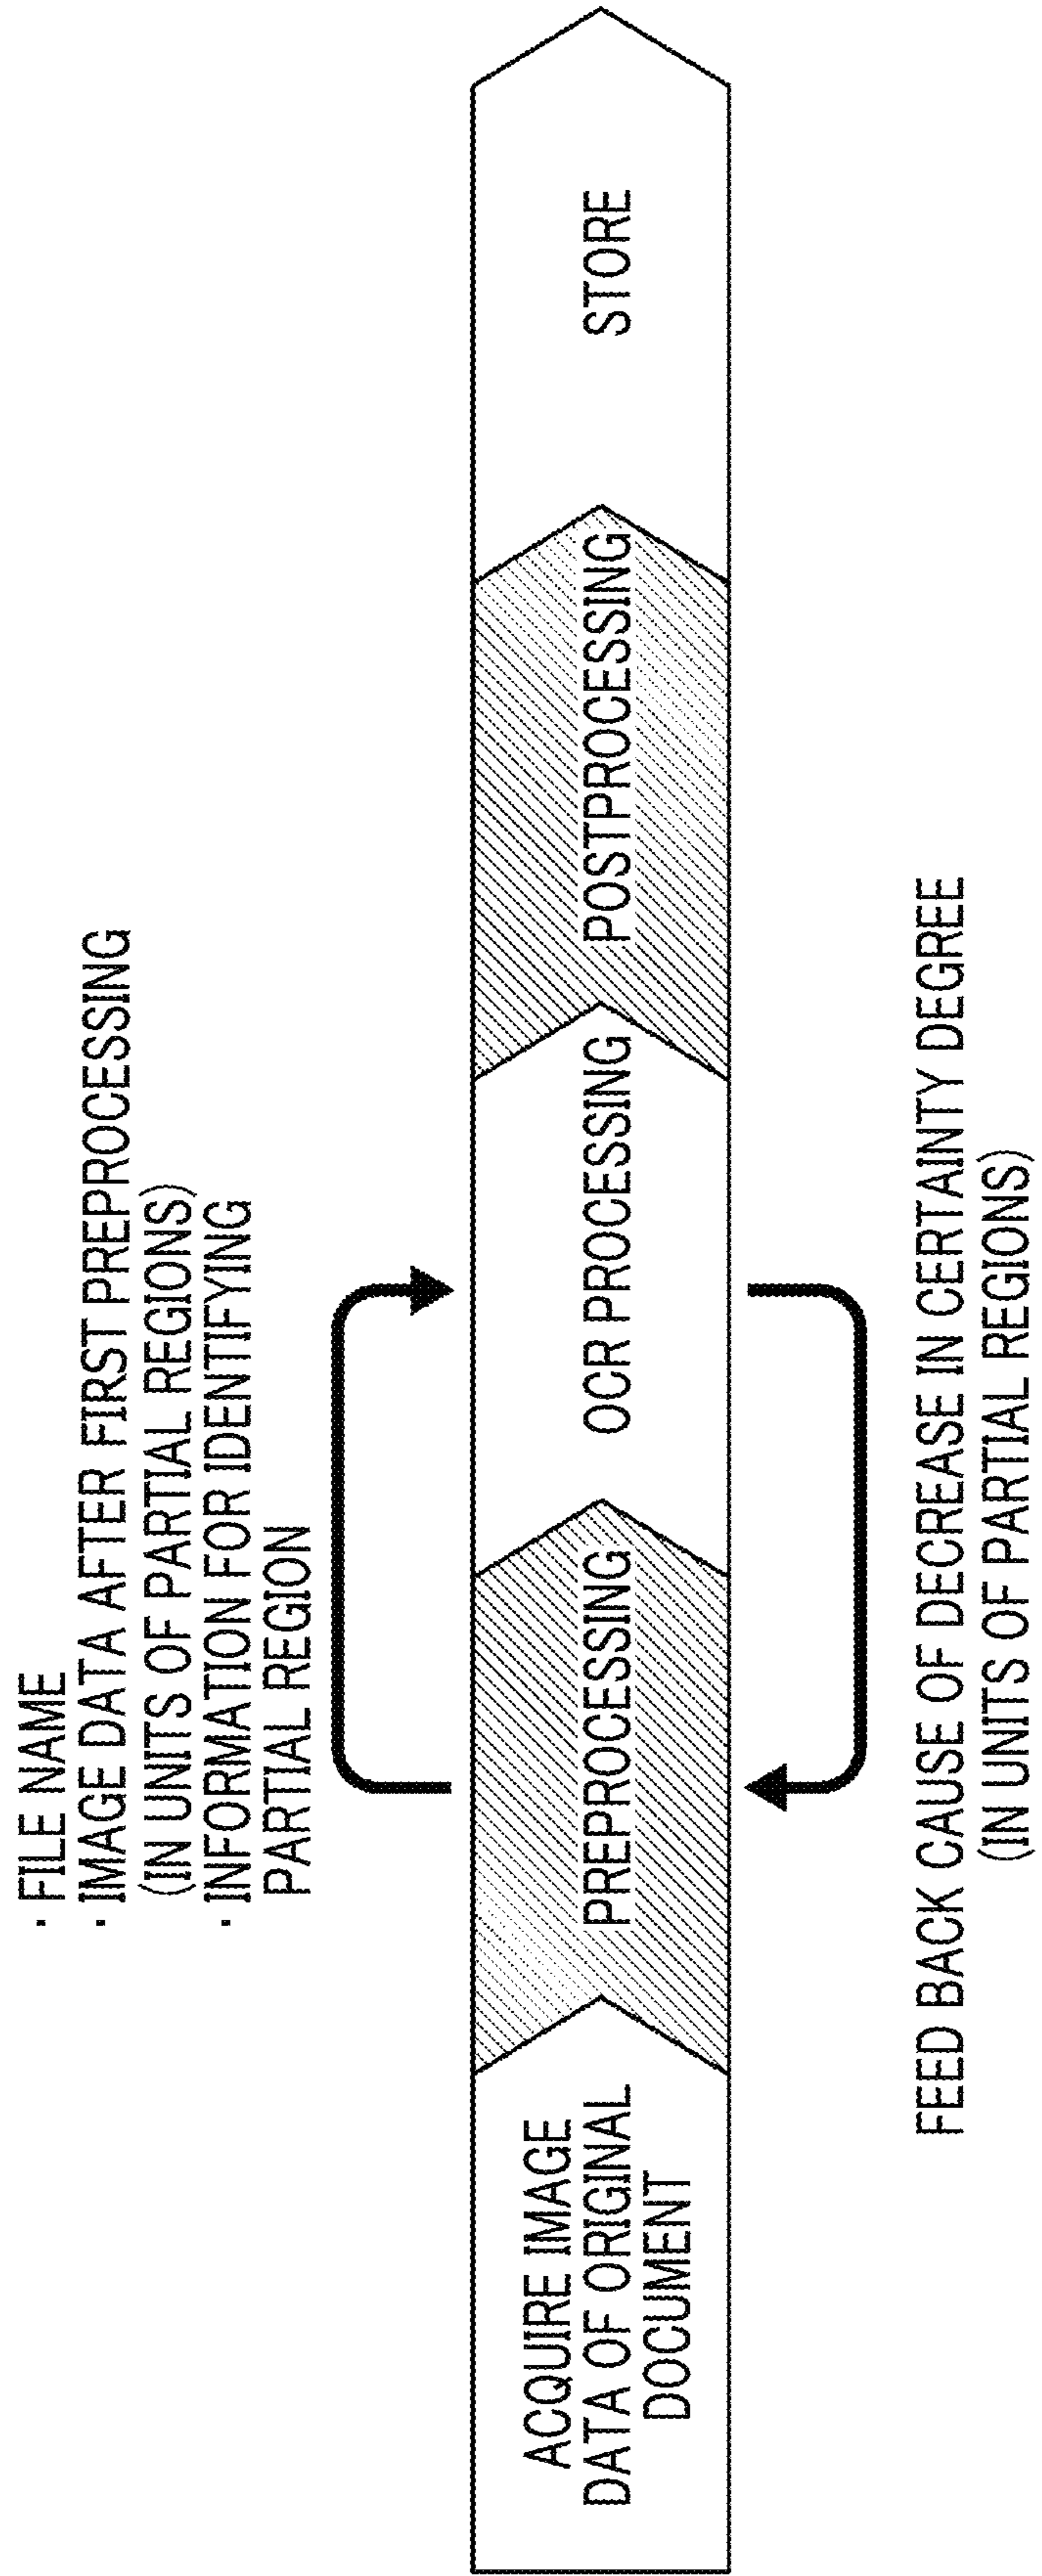 · FILE NAME
· IMAGE DATA AFTER FIRST PREPROCESSING
(IN UNITS OF PARTIAL REGIONS)
· INFORMATION FOR IDENTIFYING
PARTIAL REGION
ACQUIRE IMAGE
DATA OF ORIGINAL
DOCUMENT
PREPROCESSING
OCR PROCESSING
POSTPROCESSING
STORE
FEED BACK CAUSE OF DECREASE IN CERTAINTY DEGREE
(IN UNITS OF PARTIAL REGIONS)